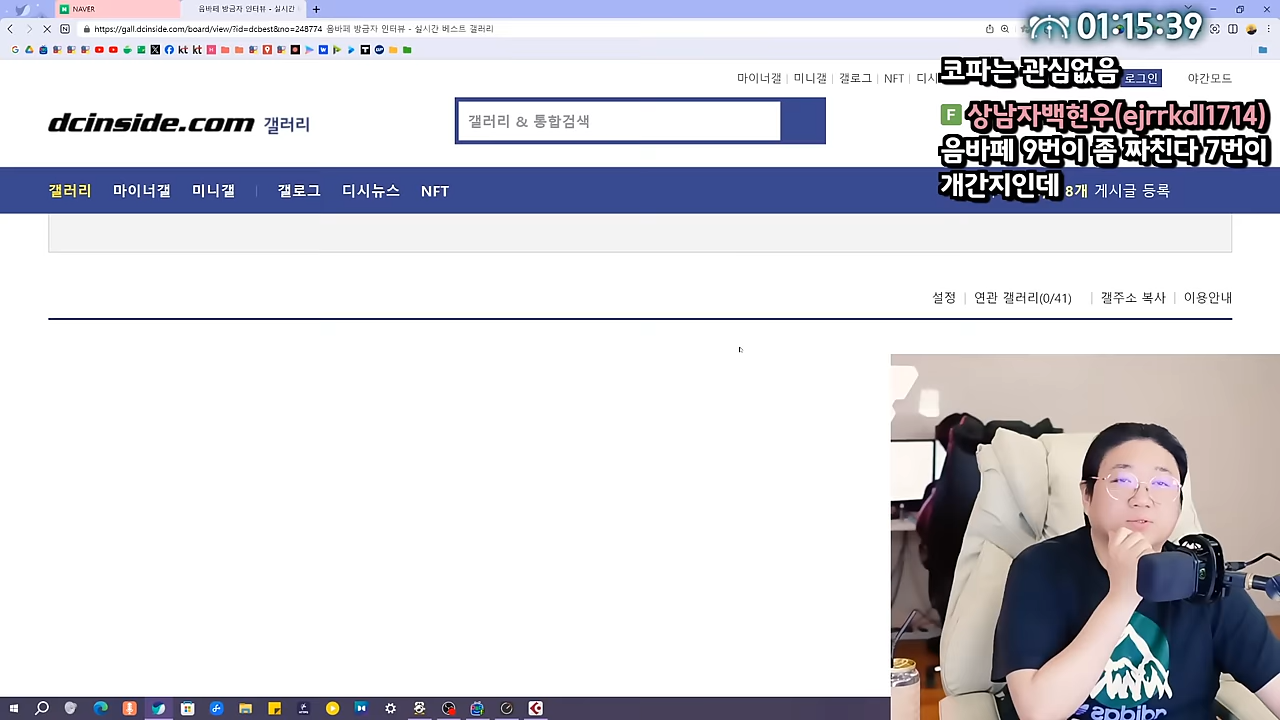 NAVER
음바페 방금자 인터뷰 - 실시간
https://gall.dcinside.com/board/view/?id=dcbest&no=248774 음바페 방금자 인터뷰 - 실시간 베스트 갤러리
01:15:39
코파는 관심없음
마이너갤 | 미니갤 | 갤로그 | NFT | 디시
로그인
야간모드
dcinside.com 갤러리
갤러리 & 통합검색
F 상남자백현우(ejrrkdl1714)
음바페 9번이 좀 짜친다 7번이
개간지인데
갤러리 마이너갤 미니갤 | 갤로그 디시뉴스 NFT
8개 게시글 등록
설정 | 연관 갤러리(0/41) | 갤주소 복사 | 이용안내